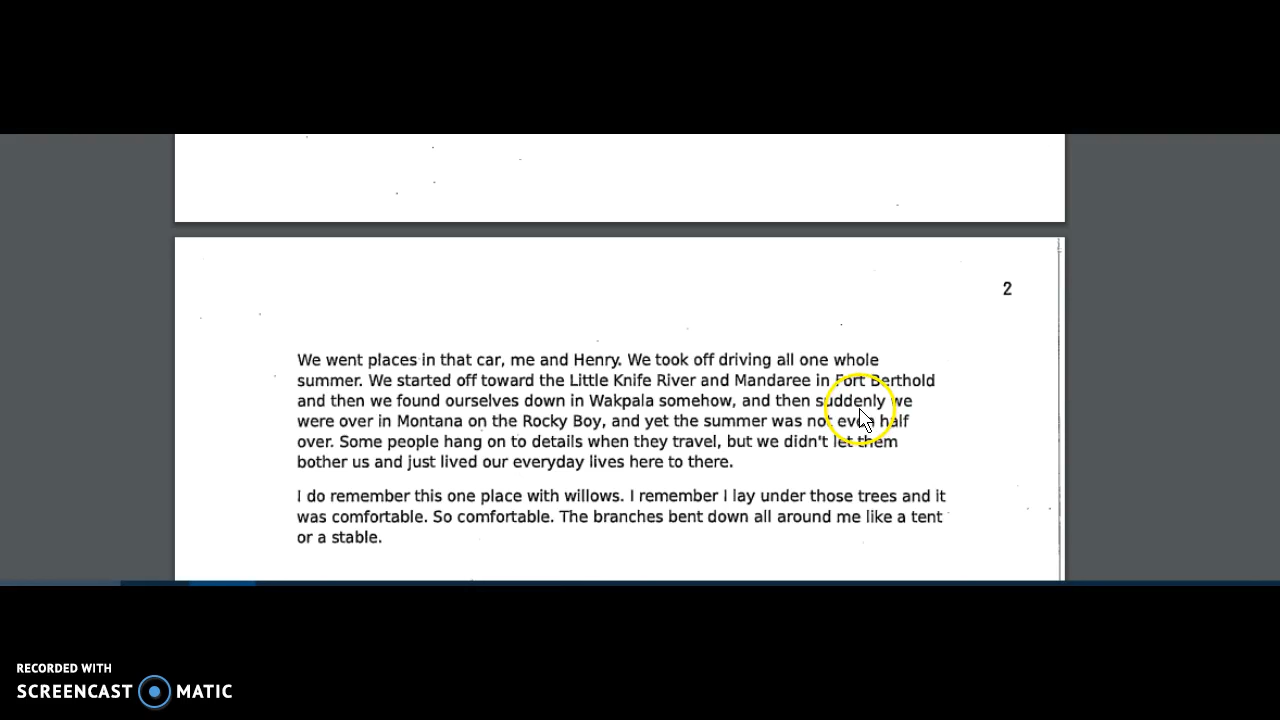 2
We went places in that car, me and Henry. We took off driving all one whole
summer. We started off toward the Little Knife River and Mandaree in Fort Berthold
and then we found ourselves down in Wakpala somehow, and then suddenly we
were over in Montana on the Rocky Boy, and yet the summer was not even half
over. Some people hang on to details when they travel, but we didn't let them
bother us and just lived our everyday lives here to there.
I do remember this one place with willows. I remember I lay under those trees and it
was comfortable. So comfortable. The branches bent down all around me like a tent
or a stable.
RECORDED WITH
SCREENCAST MATIC